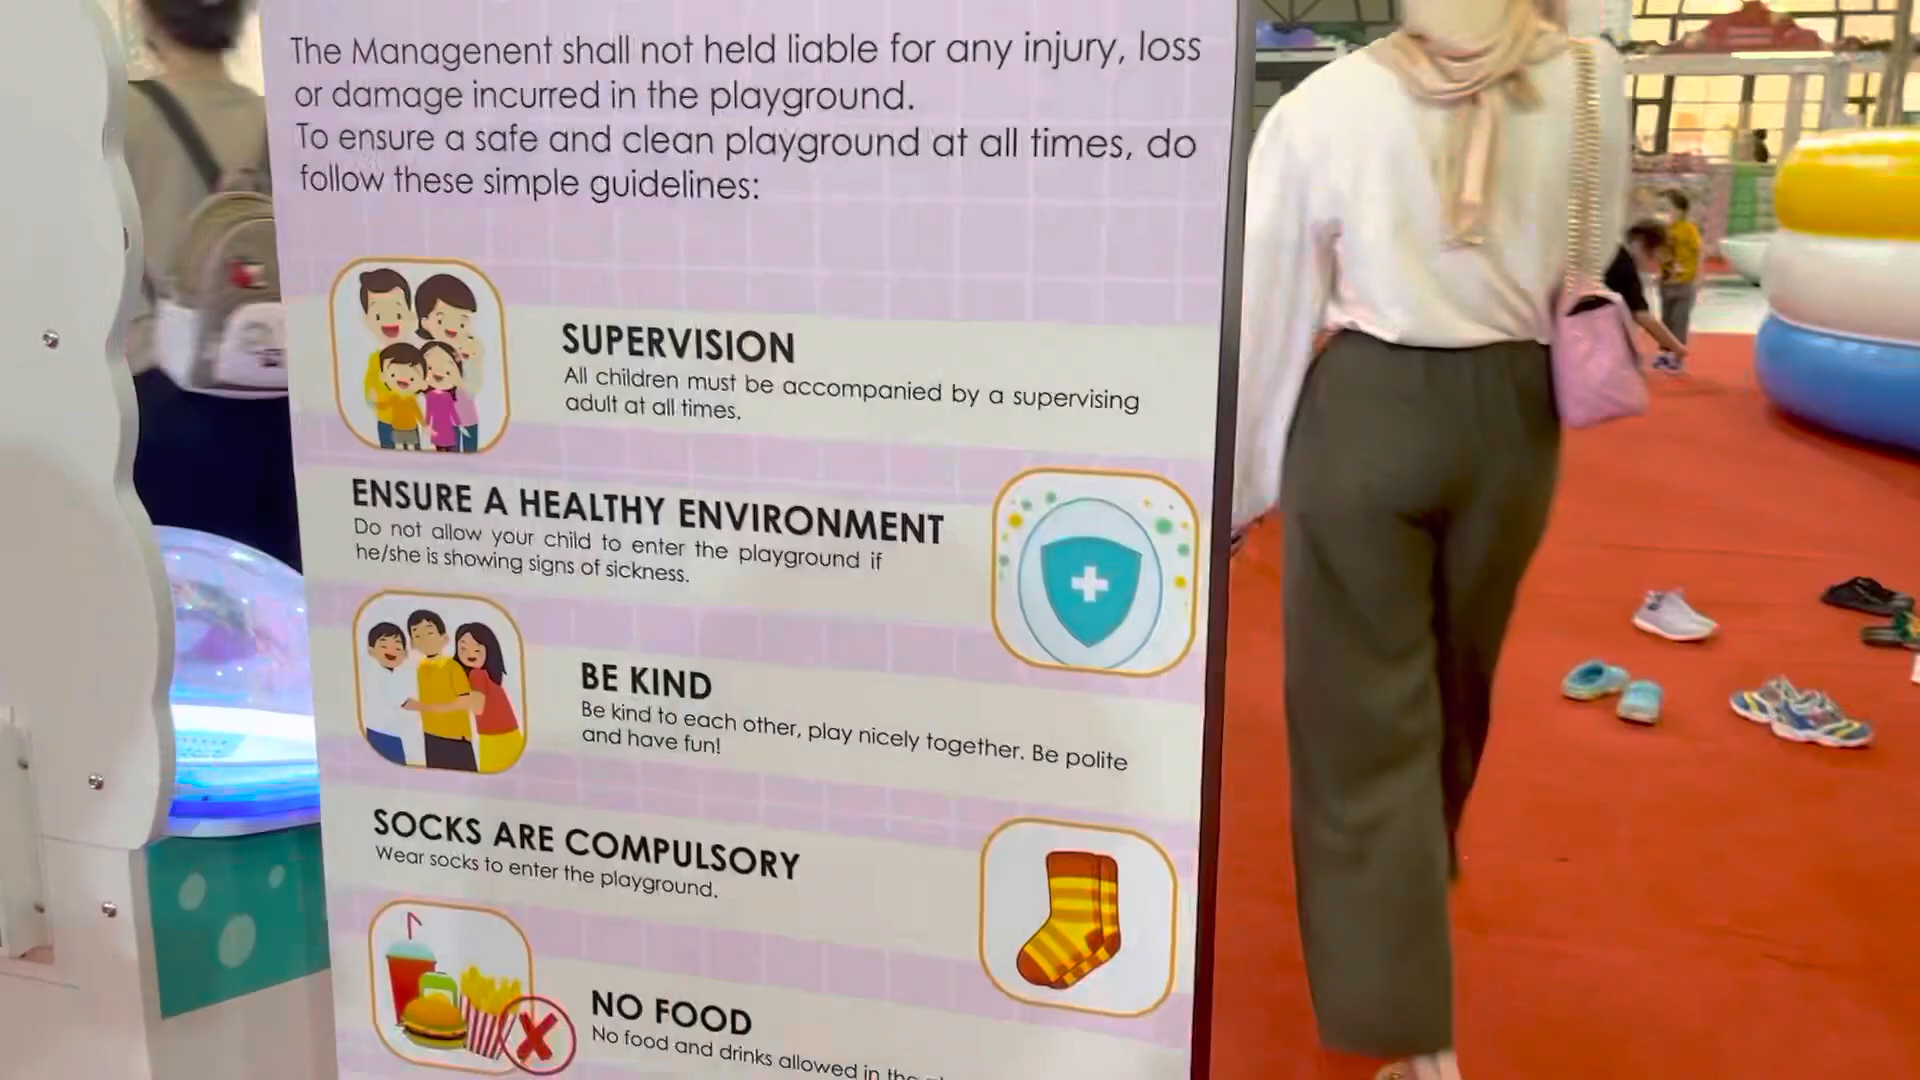 The Managenent shall not held liable for any injury, loss
or damage incurred in the playground.
To ensure a safe and clean playground at all times, do
follow these simple guidelines:
SUPERVISION
All children must be accompanied by a supervising
adult at all times.
ENSURE A HEALTHY ENVIRONMENT
Do not allow your child to enter the playground if
he/she is showing signs of sickness.
BE KIND
Be kind to each other, play nicely together. Be polite
and have fun!
SOCKS ARE COMPULSORY
Wear socks to enter the playground.
NO FOOD
No food and drinks allowed in the